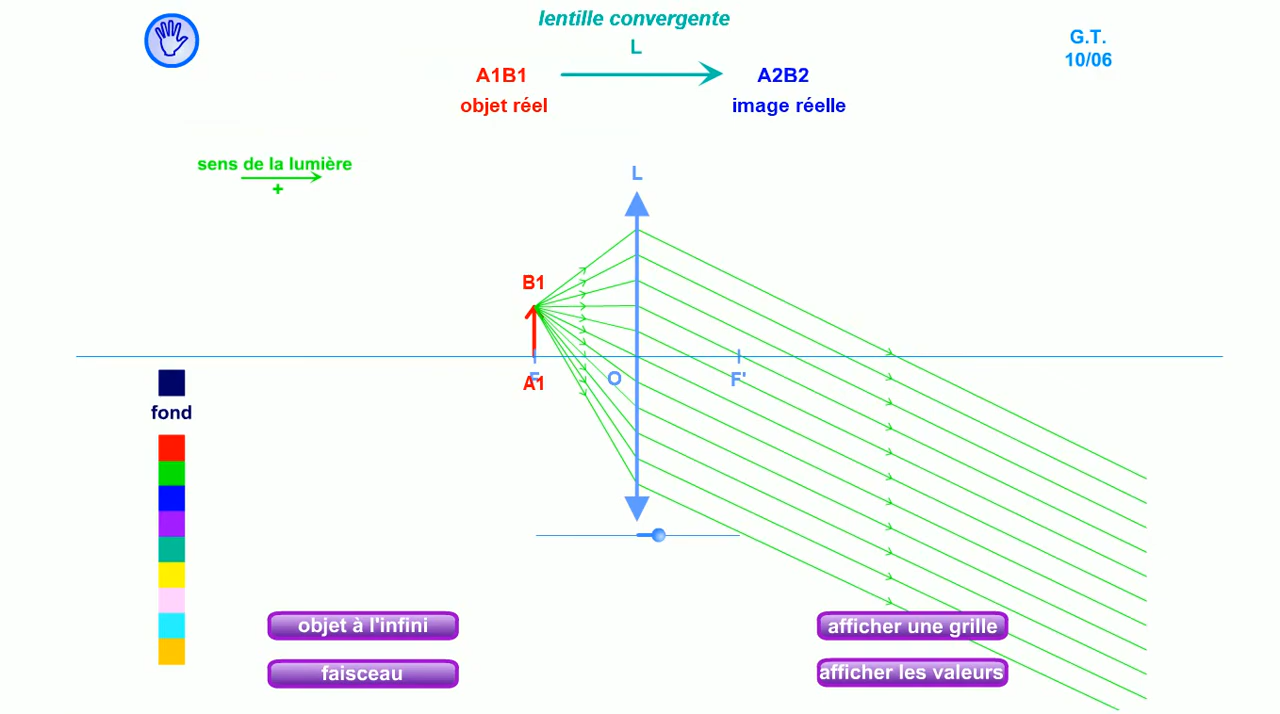 lentille convergente
L
G.T.
10/06
A1B1
A2B2
objet réel
image réelle
sens de la lumière
+
L
B1
F
A1
O
F'
fond
objet à l'infini
afficher une grille
faisceau
afficher les valeurs